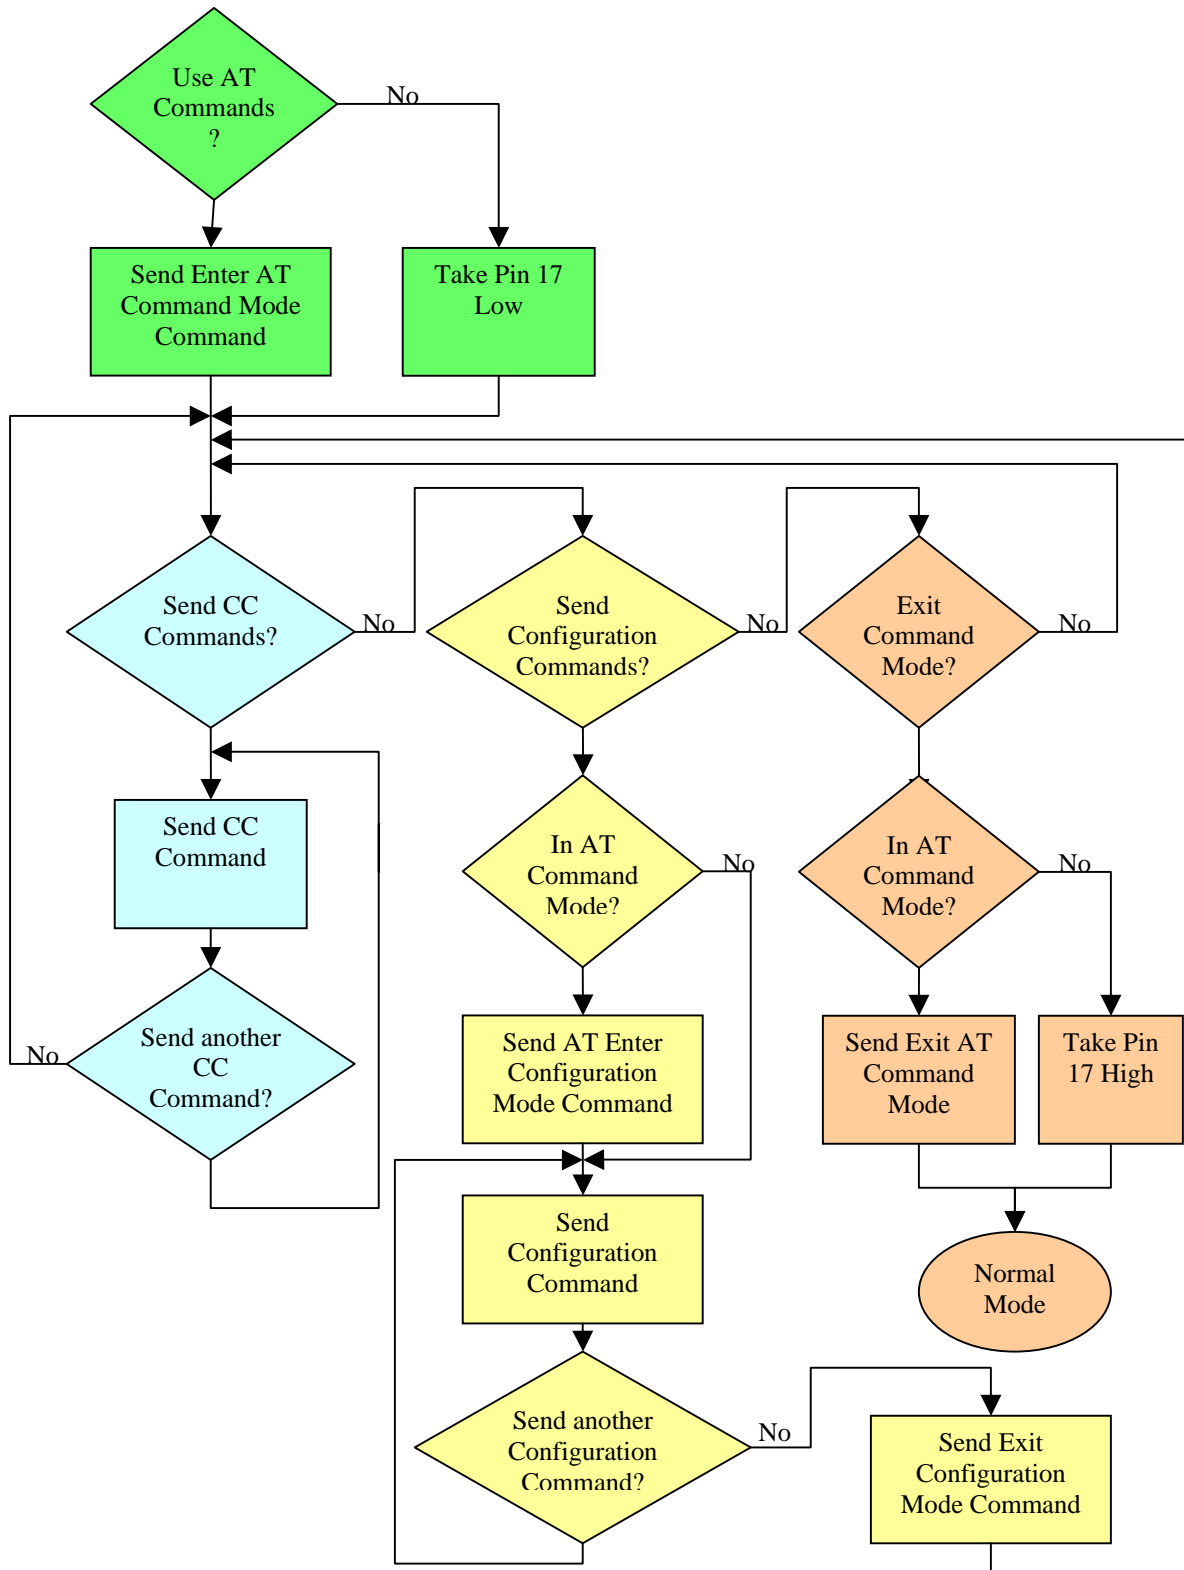 Use AT
Commands
?
No
Send Enter AT
Command Mode
Command
Take Pin 17
Low
Send CC
Commands?
No
Send
Configuration
Commands?
No
Exit
Command
Mode?
No
Send CC
Command
In AT
Command
Mode?
No
In AT
Command
Mode?
No
Send another
CC
Command?
No
Send AT Enter
Configuration
Mode Command
Send Exit AT
Command
Mode
Take Pin
17 High
Send
Configuration
Command
Normal
Mode
Send another
Configuration
Command?
No
Send Exit
Configuration
Mode Command